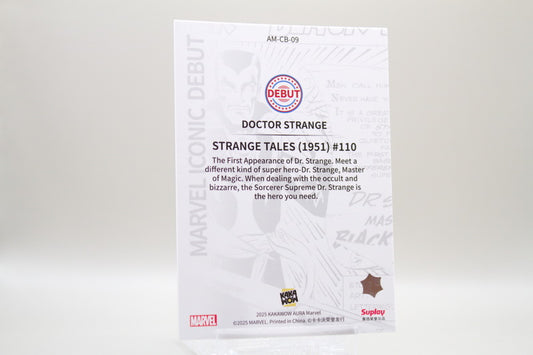 AM-CB-09
MARVEL ICONIC DEBUT
DEBUT
DOCTOR STRANGE
STRANGE TALES (1951) #110
The First Appearance of Dr. Strange. Meet a
different kind of super hero-Dr. Strange, Master
of Magic. When dealing with the occult and
bizzarre, the Sorcerer Supreme Dr. Strange is
the hero you need.
KAKA
WOW
MARVEL
2025 KAKAWOW AURA Marvel
©2025 MARVEL. Printed in China.
Suplay